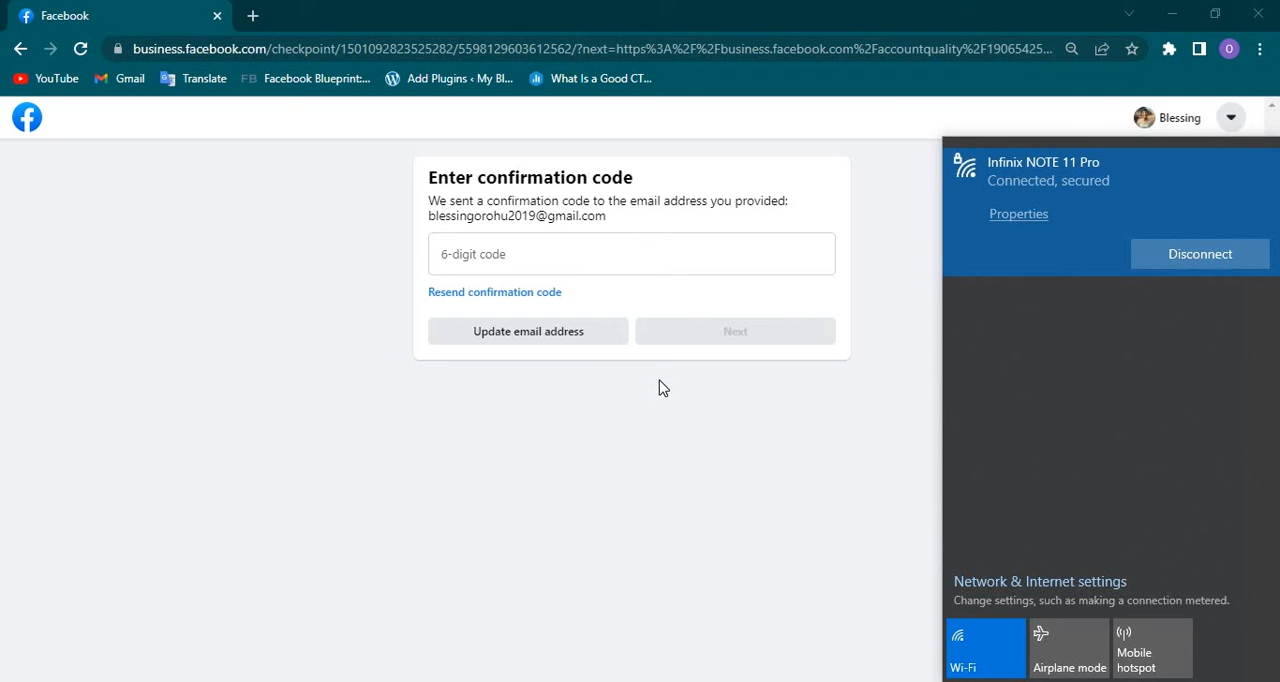 Facebook
business.facebook.com/checkpoint/1501092823525282/5598129603612562/?next=https%3A%2F%2Fbusiness.facebook.com%2Faccountquality%2F19065425...
O
YouTube
Gmail
Translate
FB Facebook Blueprint:...
Add Plugins ‹ My Bl...
What Is a Good CT...
Blessing
Enter confirmation code
We sent a confirmation code to the email address you provided:
blessingorohu2019@gmail.com
6-digit code
Resend confirmation code
Update email address
Next
Infinix NOTE 11 Pro
Connected, secured
Properties
Disconnect
Network & Internet settings
Change settings, such as making a connection metered.
Wi-Fi
Airplane mode
Mobile
hotspot